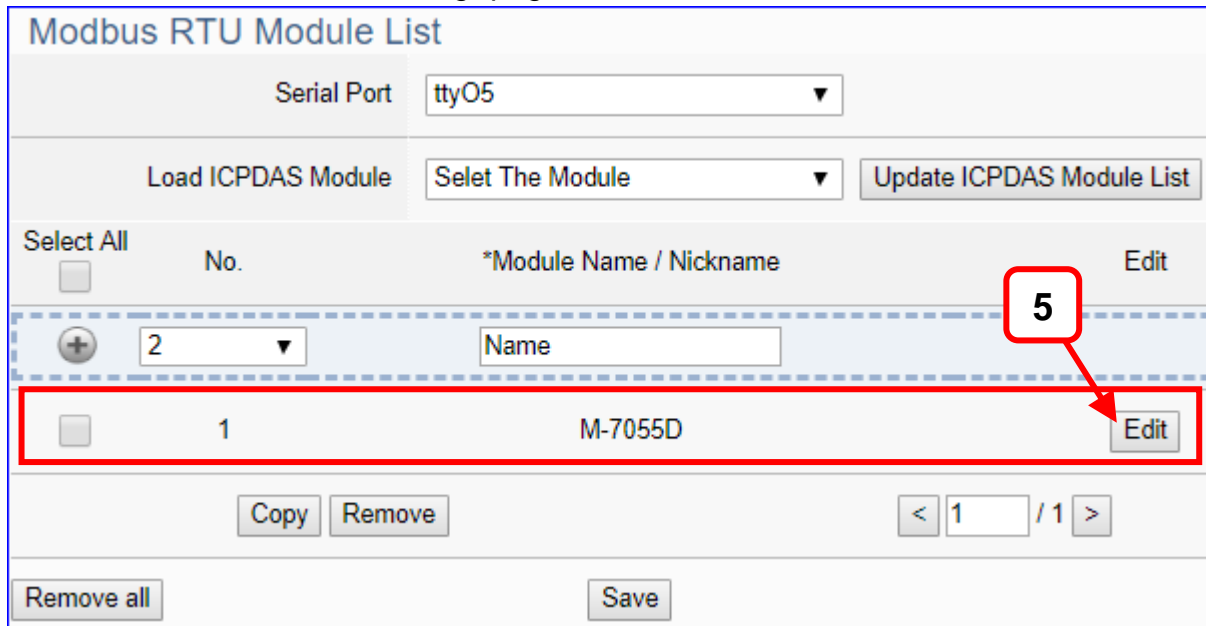 Modbus RTU Module List
Serial Port ttyO5 ▼
Load ICPDAS Module Selet The Module ▼ Update ICPDAS Module List
Select All No. *Module Name / Nickname Edit
5
2 ▼ Name
1 M-7055D Edit
Copy Remove < 1 / 1 >
Remove all Save